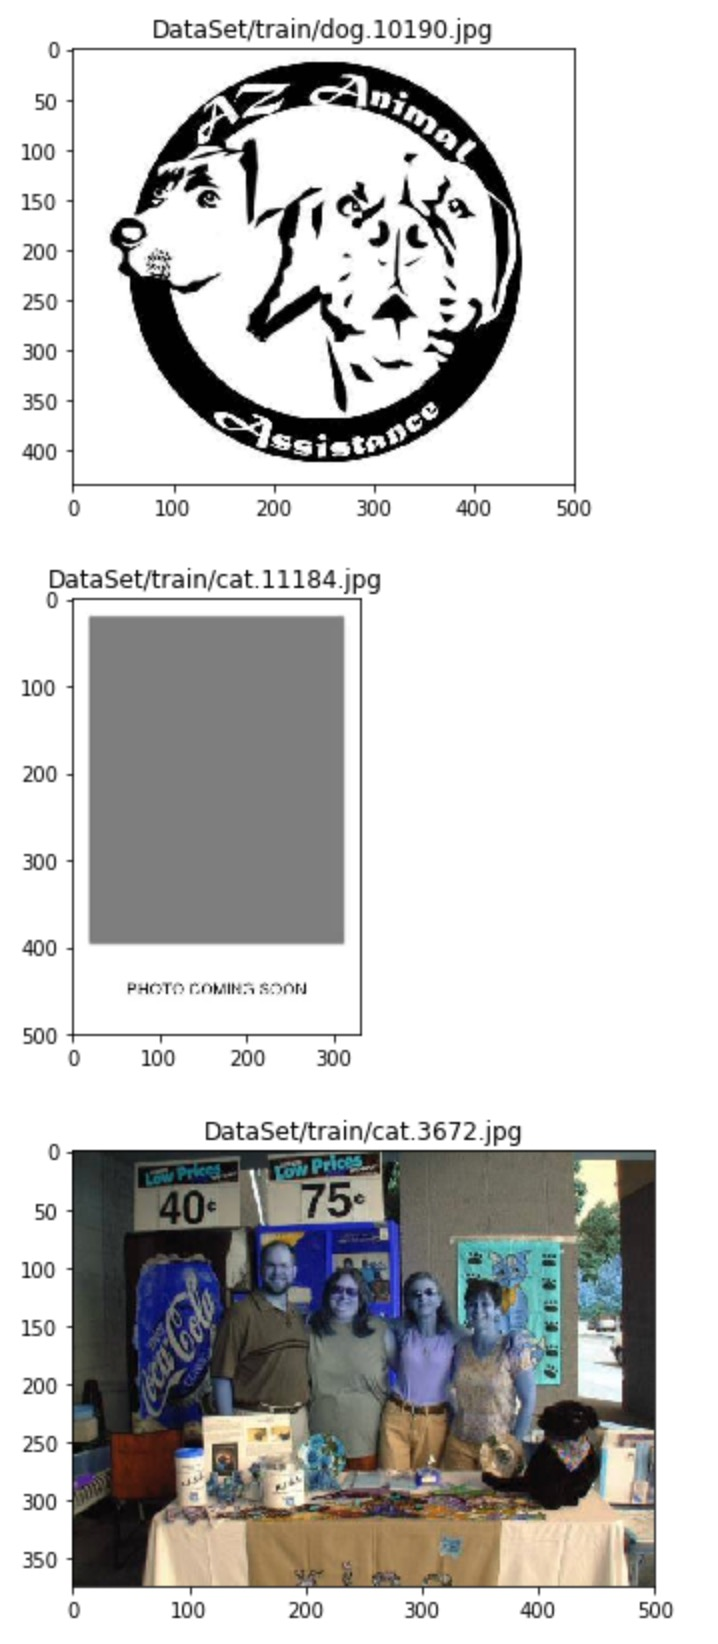 DataSet/train/dog.10190.jpg
0
50
100
150
200
250
300
350
400
AZ Animal
Assistance
0 100 200 300 400 500
DataSet/train/cat.11184.jpg
0
100
200
300
400
500
PHOTO COMING SOON
0 100 200 300
DataSet/train/cat.3672.jpg
0
50
100
150
200
250
300
350
Low Prices
40¢
Low Prices
75¢
Coca-Cola
0 100 200 300 400 500